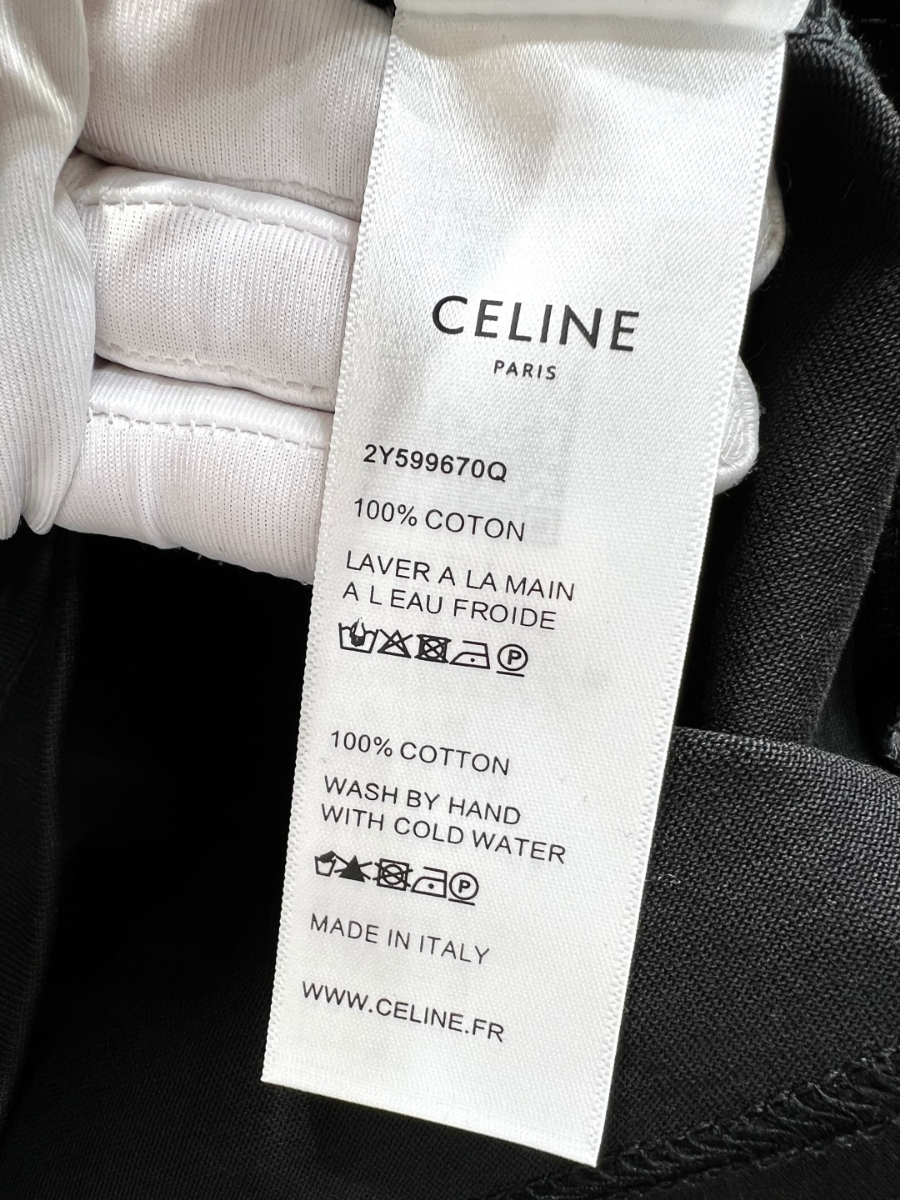 CELINE
PARIS
2Y599670Q
100% COTON
LAVER A LA MAIN
A L EAU FROIDE
P
100% COTTON
WASH BY HAND
WITH COLD WATER
P
MADE IN ITALY
WWW.CELINE.FR